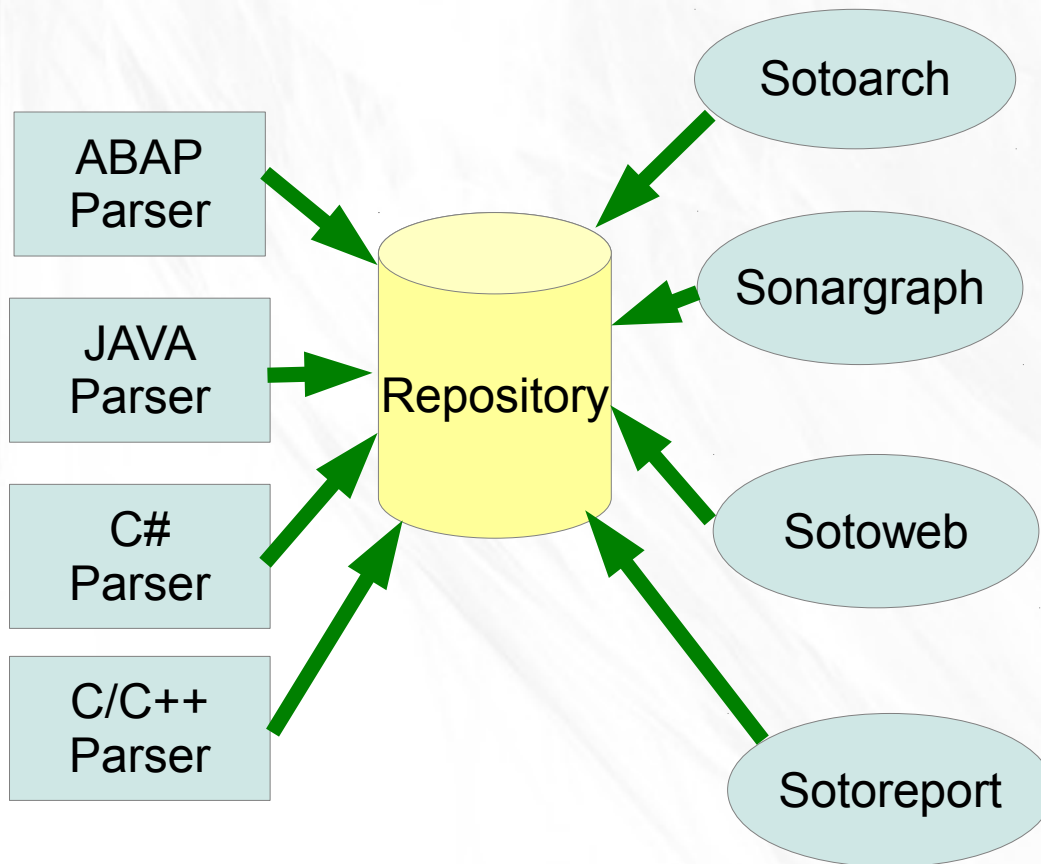 ABAP
Parser
JAVA
Parser
C#
Parser
C/C++
Parser
Repository
Sotoarch
Sonargraph
Sotoweb
Sotoreport